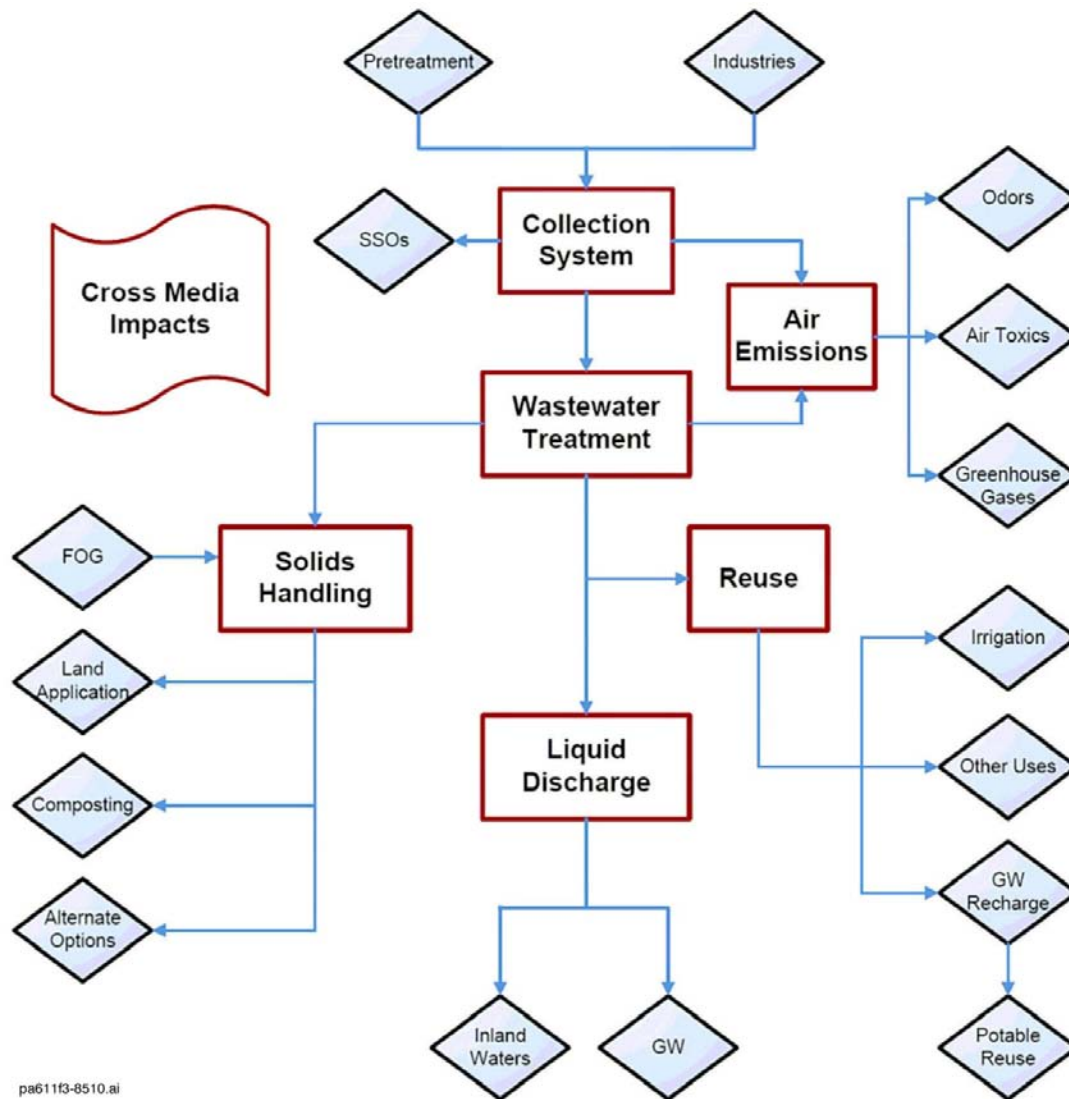 Pretreatment
Industries
Collection
System
SSOs
Odors
Cross Media
Impacts
Air
Emissions
Air Toxics
Wastewater
Treatment
Greenhouse
Gases
FOG
Solids
Handling
Reuse
Irrigation
Land
Application
Liquid
Discharge
Other Uses
Composting
GW
Recharge
Alternate
Options
Inland
Waters
GW
Potable
Reuse
pa611f3-8510.ai